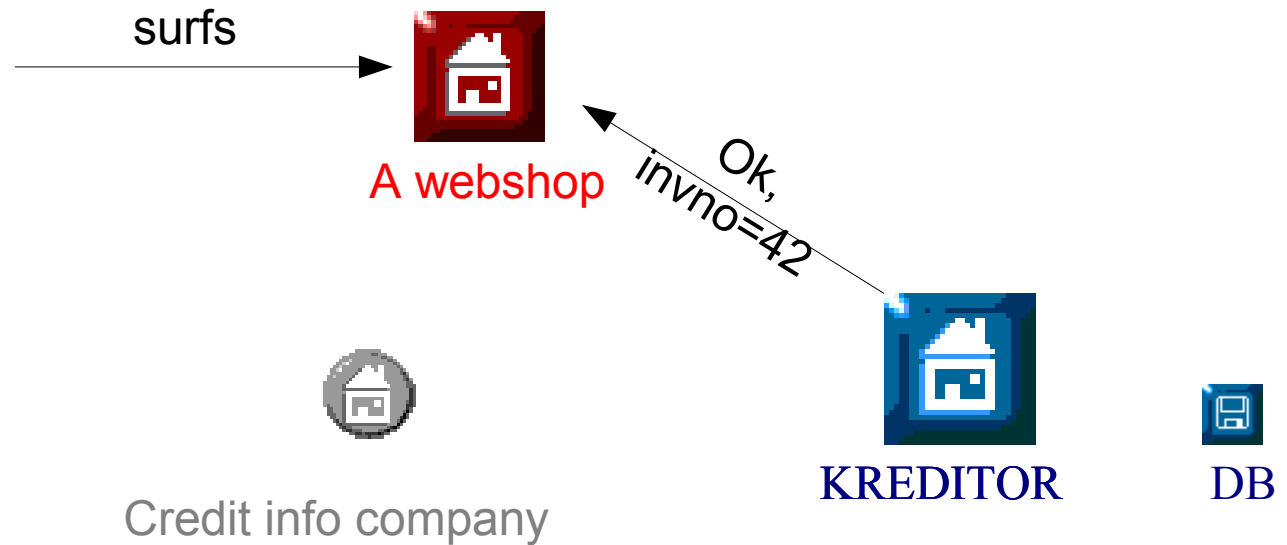 surfs
A webshop
Ok,
invno=42
KREDITOR
DB
Credit info company